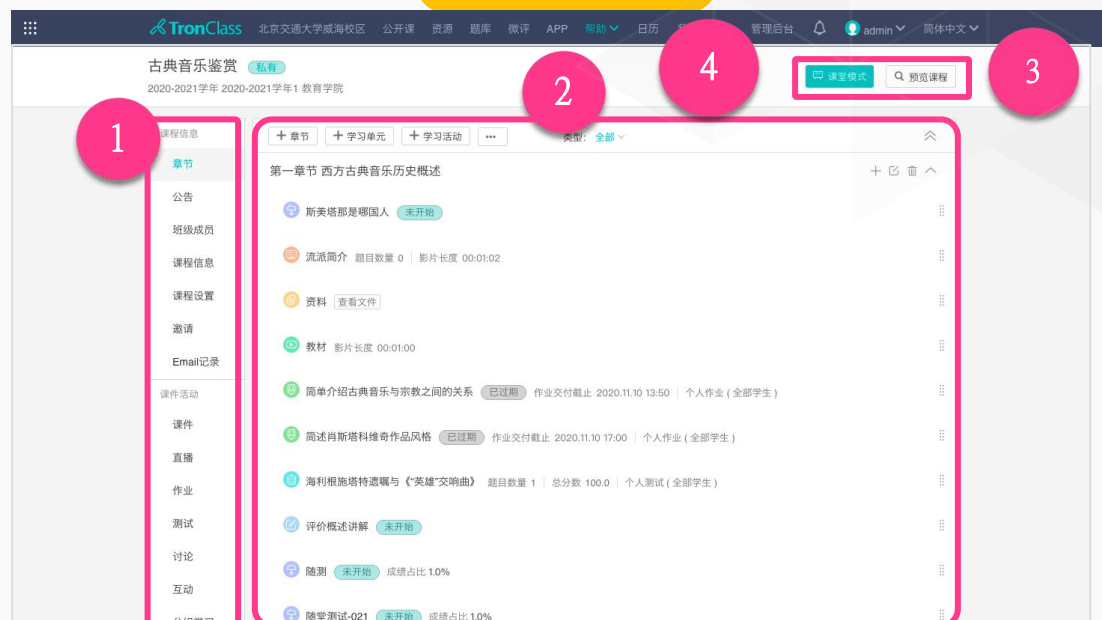 TronClass 北京交通大学威海校区 公开课 资源 题库 微评 APP 帮助 日历 管理后台 admin 简体中文
古典音乐鉴赏 私有
课堂模式 预览课程
2020-2021学年 2020-2021学年1 教育学院
1
2
3
4
课程信息
章节
公告
班级成员
课程信息
课程设置
邀请
Email记录
课件活动
课件
直播
作业
测试
讨论
互动
+ 章节 + 学习单元 + 学习活动 ••• 类型: 全部
第一章节 西方古典音乐历史概述
斯美塔那是哪国人 未开始
流派简介 题目数量 0 | 影片长度 00:01:02
资料 查看文件
教材 影片长度 00:01:00
简单介绍古典音乐与宗教之间的关系 已过期 作业交付截止 2020.11.10 13:50 | 个人作业 ( 全部学生 )
简述肖斯塔科维奇作品风格 已过期 作业交付截止 2020.11.10 17:00 | 个人作业 ( 全部学生 )
海利根施塔特遗嘱与《“英雄”交响曲》 题目数量 1 | 总分数 100.0 | 个人测试 ( 全部学生 )
评价概述讲解 未开始
随测 未开始 成绩占比 1.0%
随堂测试-021 未开始 成绩占比 1.0%